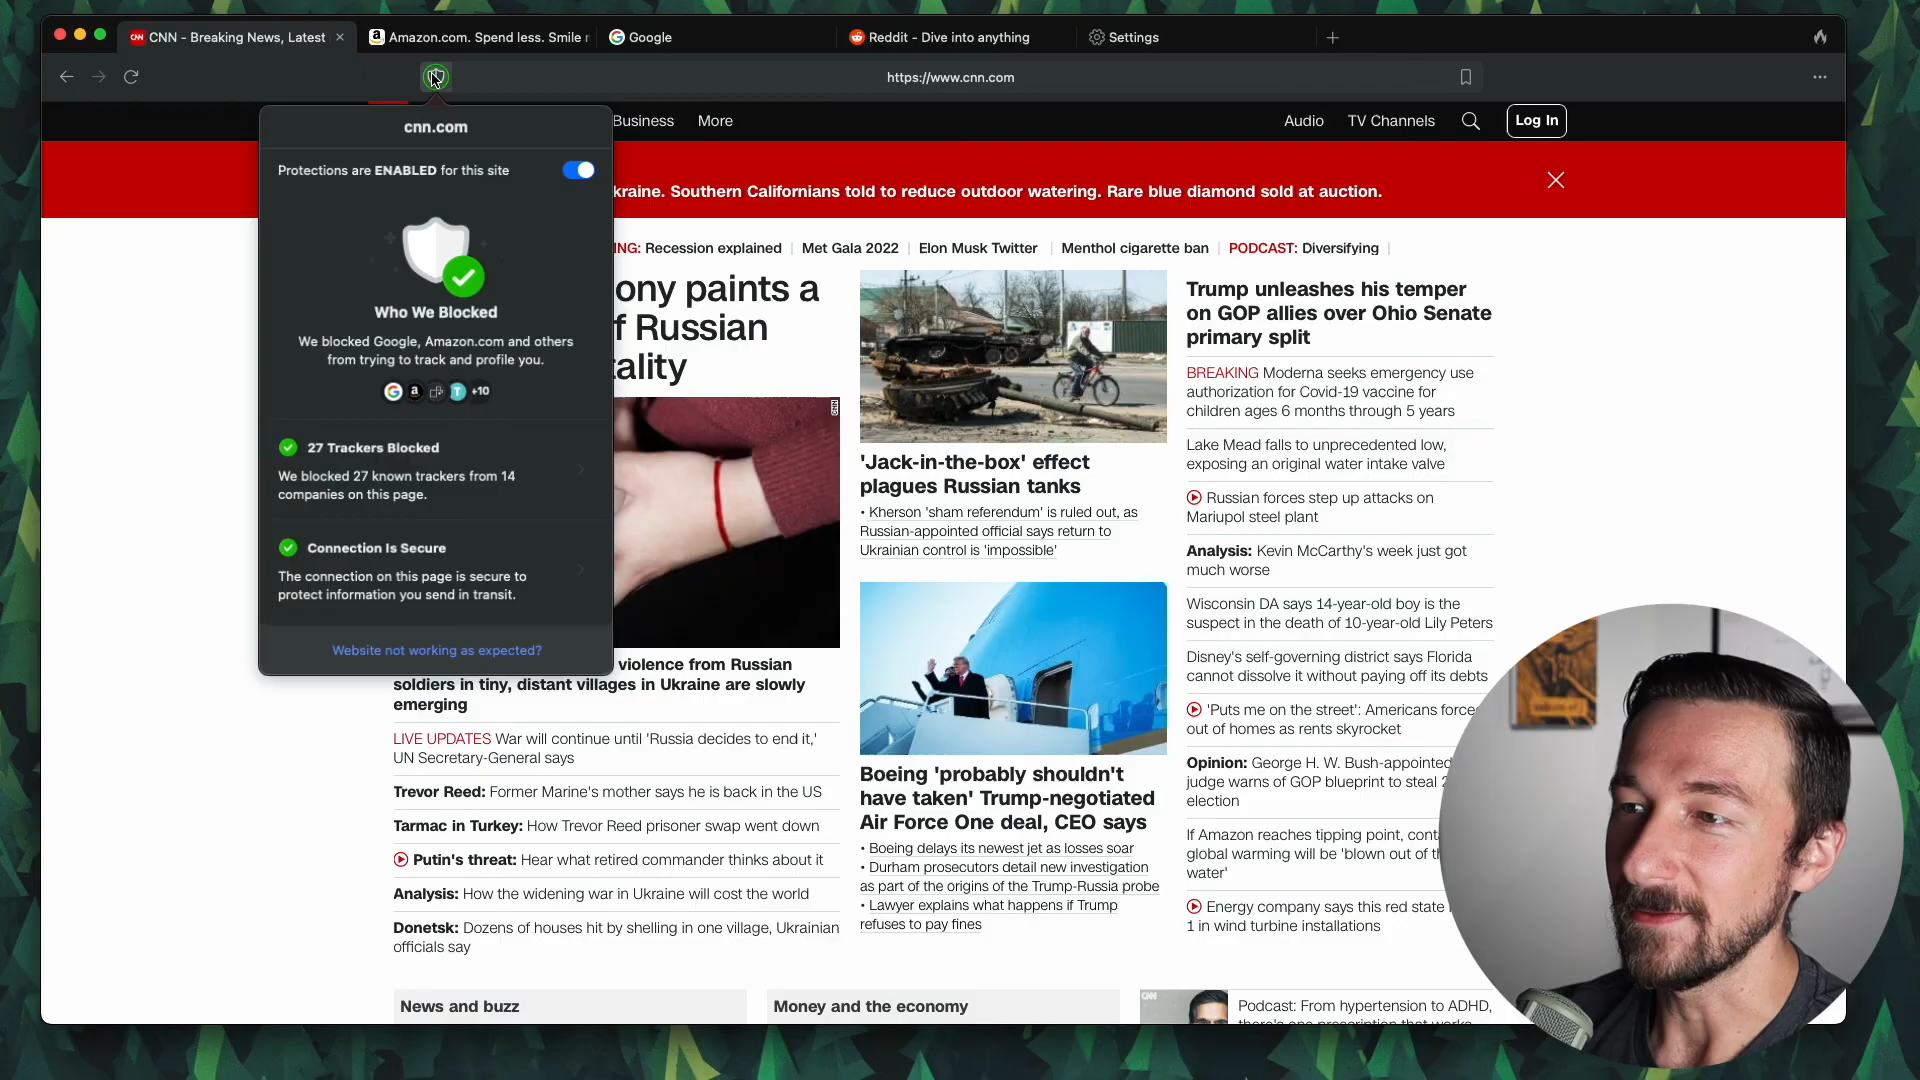 CNN CNN - Breaking News, Latest
a Amazon.com. Spend less. Smile
Google
Reddit - Dive into anything
Settings
https://www.cnn.com
Business
More
Audio
TV Channels
Log In
cnn.com
Protections are ENABLED for this site
Who We Blocked
We blocked Google, Amazon.com and others
from trying to track and profile you.
G a T +10
27 Trackers Blocked
We blocked 27 known trackers from 14
companies on this page.
Connection Is Secure
The connection on this page is secure to
protect information you send in transit.
Website not working as expected?
kraine. Southern Californians told to reduce outdoor watering. Rare blue diamond sold at auction.
ING: Recession explained
Met Gala 2022
Elon Musk Twitter
Menthol cigarette ban
PODCAST: Diversifying
ony paints a
f Russian
tality
CNN
violence from Russian
soldiers in tiny, distant villages in Ukraine are slowly
emerging
LIVE UPDATES War will continue until 'Russia decides to end it,'
UN Secretary-General says
Trevor Reed: Former Marine's mother says he is back in the US
Tarmac in Turkey: How Trevor Reed prisoner swap went down
Putin's threat: Hear what retired commander thinks about it
Analysis: How the widening war in Ukraine will cost the world
Donetsk: Dozens of houses hit by shelling in one village, Ukrainian
officials say
'Jack-in-the-box' effect
plagues Russian tanks
• Kherson 'sham referendum' is ruled out, as
Russian-appointed official says return to
Ukrainian control is 'impossible'
Boeing 'probably shouldn't
have taken' Trump-negotiated
Air Force One deal, CEO says
• Boeing delays its newest jet as losses soar
• Durham prosecutors detail new investigation
as part of the origins of the Trump-Russia probe
• Lawyer explains what happens if Trump
refuses to pay fines
Trump unleashes his temper
on GOP allies over Ohio Senate
primary split
BREAKING Moderna seeks emergency use
authorization for Covid-19 vaccine for
children ages 6 months through 5 years
Lake Mead falls to unprecedented low,
exposing an original water intake valve
Russian forces step up attacks on
Mariupol steel plant
Analysis: Kevin McCarthy's week just got
much worse
Wisconsin DA says 14-year-old boy is the
suspect in the death of 10-year-old Lily Peters
Disney's self-governing district says Florida
cannot dissolve it without paying off its debts
'Puts me on the street': Americans force
out of homes as rents skyrocket
Opinion: George H. W. Bush-appointed
judge warns of GOP blueprint to steal 2
election
If Amazon reaches tipping point, cont
global warming will be 'blown out of th
water'
Energy company says this red state
1 in wind turbine installations
News and buzz
Money and the economy
CNN
Podcast: From hypertension to ADHD,
there's one prescription that works